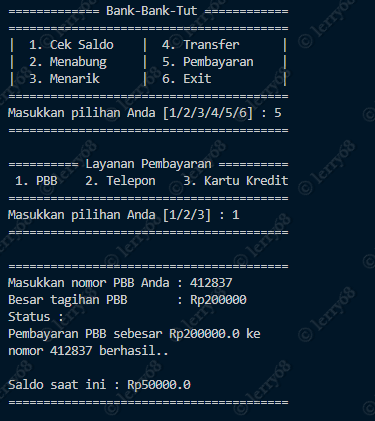 ============= Bank-Bank-Tut ============
========================================
|  1. Cek Saldo    |  4. Transfer      |
|  2. Menabung     |  5. Pembayaran    |
|  3. Menarik      |  6. Exit          |
========================================
Masukkan pilihan Anda [1/2/3/4/5/6] : 5
========================================
========== Layanan Pembayaran ==========
1. PBB    2. Telepon    3. Kartu Kredit
========================================
Masukkan pilihan Anda [1/2/3] : 1
========================================
========================================
Masukkan nomor PBB Anda : 412837
Besar tagihan PBB       : Rp200000
Status :
Pembayaran PBB sebesar Rp200000.0 ke
nomor 412837 berhasil..
Saldo saat ini : Rp50000.0
========================================
© lerry08